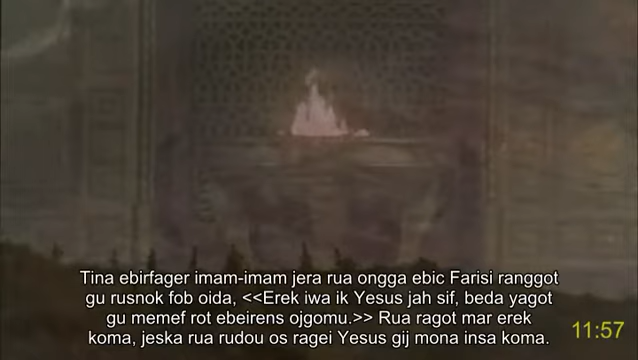 Tina ebirfager imam-imam jera rua ongga ebic Farisi ranggot
gu rusnok fob oida, <<Erek iwa ik Yesus jah sif, beda yagot
gu memef rot ebeirens ojgomu.>> Rua ragot mar erek
koma, jeska rua rudou os ragei Yesus gij mona insa koma.
11:57